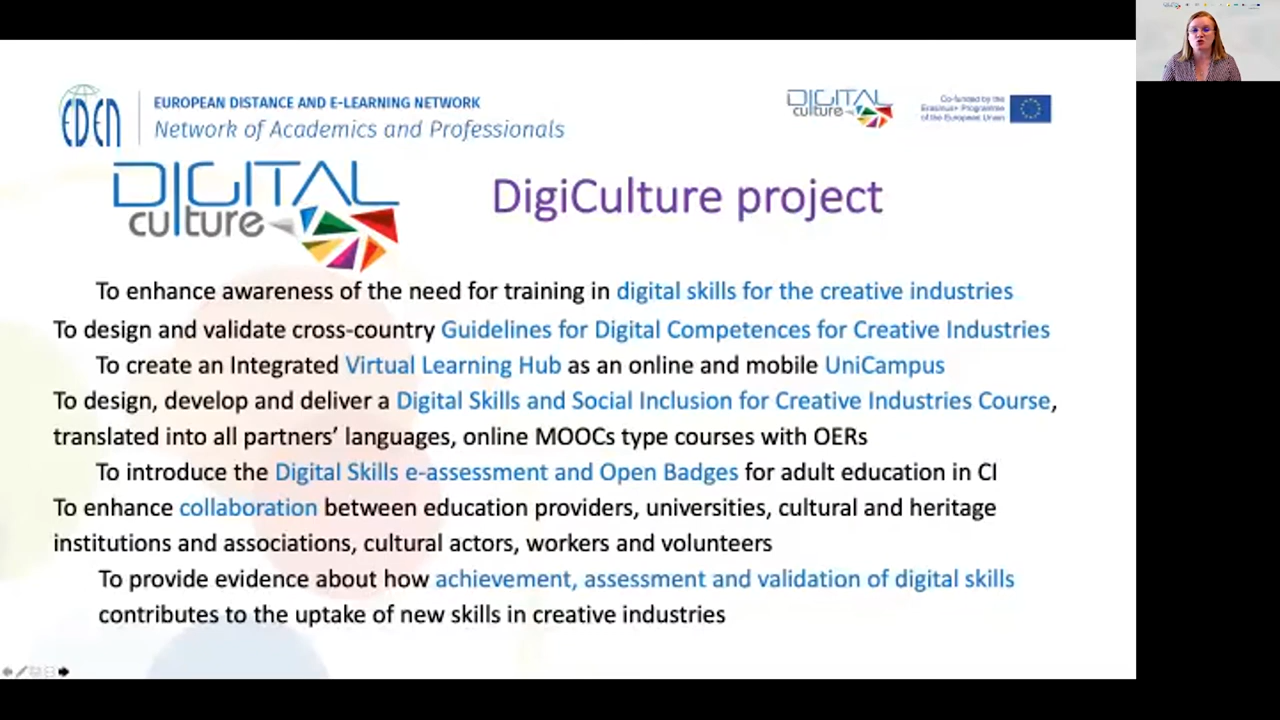 EDEN
EUROPEAN DISTANCE AND E-LEARNING NETWORK
Network of Academics and Professionals
DIGITAL
culture
Co-funded by the
Erasmus+ Programme
of the European Union
DIGITAL
culture
DigiCulture project
To enhance awareness of the need for training in digital skills for the creative industries
To design and validate cross-country Guidelines for Digital Competences for Creative Industries
To create an Integrated Virtual Learning Hub as an online and mobile UniCampus
To design, develop and deliver a Digital Skills and Social Inclusion for Creative Industries Course,
translated into all partners’ languages, online MOOCs type courses with OERs
To introduce the Digital Skills e-assessment and Open Badges for adult education in CI
To enhance collaboration between education providers, universities, cultural and heritage
institutions and associations, cultural actors, workers and volunteers
To provide evidence about how achievement, assessment and validation of digital skills
contributes to the uptake of new skills in creative industries